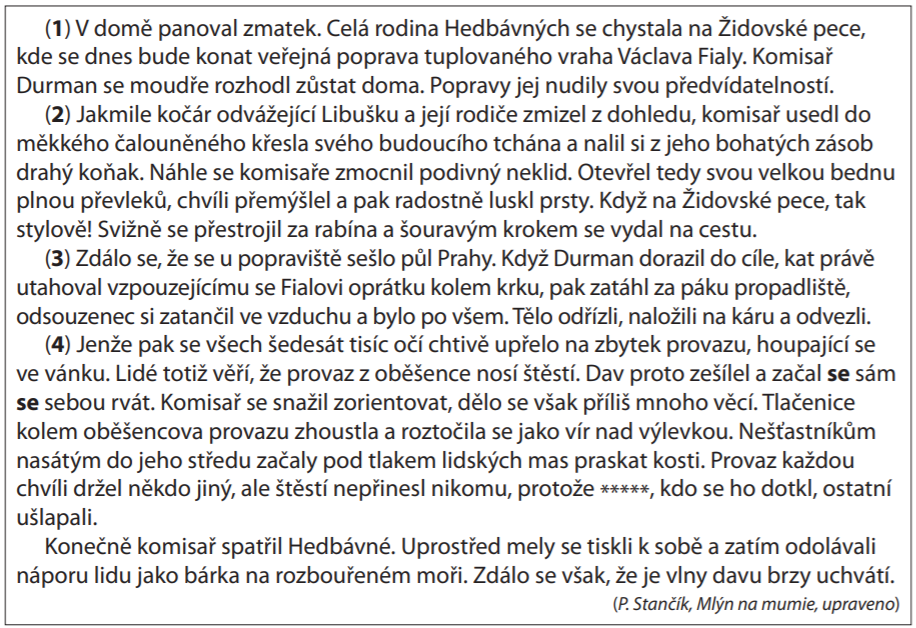 (1) V domě panoval zmatek. Celá rodina Hedbávných se chystala na Židovské pece,
kde se dnes bude konat veřejná poprava tuplovaného vraha Václava Fialy. Komisař
Durman se moudře rozhodl zůstat doma. Popravy jej nudily svou předvídatelností.
(2) Jakmile kočár odvážející Libušku a její rodiče zmizel z dohledu, komisař usedl do
měkkého čalouněného křesla svého budoucího tchána a nalil si z jeho bohatých zásob
drahý koňak. Náhle se komisaře zmocnil podivný neklid. Otevřel tedy svou velkou bednu
plnou převleků, chvíli přemýšlel a pak radostně luskl prsty. Když na Židovské pece, tak
stylově! Svižně se přestrojil za rabína a šouravým krokem se vydal na cestu.
(3) Zdálo se, že se u popraviště sešlo půl Prahy. Když Durman dorazil do cíle, kat právě
utahoval vzpouzejícímu se Fialovi oprátku kolem krku, pak zatáhl za páku propadliště,
odsouzenec si zatančil ve vzduchu a bylo po všem. Tělo odřízli, naložili na káru a odvezli.
(4) Jenže pak se všech šedesát tisíc očí chtivě upřelo na zbytek provazu, houpající se
ve vánku. Lidé totiž věří, že provaz z oběšence nosí štěstí. Dav proto zešílel a začal se sám
se sebou rvát. Komisař se snažil zorientovat, dělo se však příliš mnoho věcí. Tlačenice
kolem oběšencova provazu zhoustla a roztočila se jako vír nad výlevkou. Nešťastníkům
nasátým do jeho středu začaly pod tlakem lidských mas praskat kosti. Provaz každou
chvíli držel někdo jiný, ale štěstí nepřinesl nikomu, protože *****, kdo se ho dotkl, ostatní
ušlapali.
Konečně komisař spatřil Hedbávné. Uprostřed mely se tiskli k sobě a zatím odolávali
náporu lidu jako bárka na rozbouřeném moři. Zdálo se však, že je vlny davu brzy uchvátí.
(P. Stančík, Mlýn na mumie, upraveno)